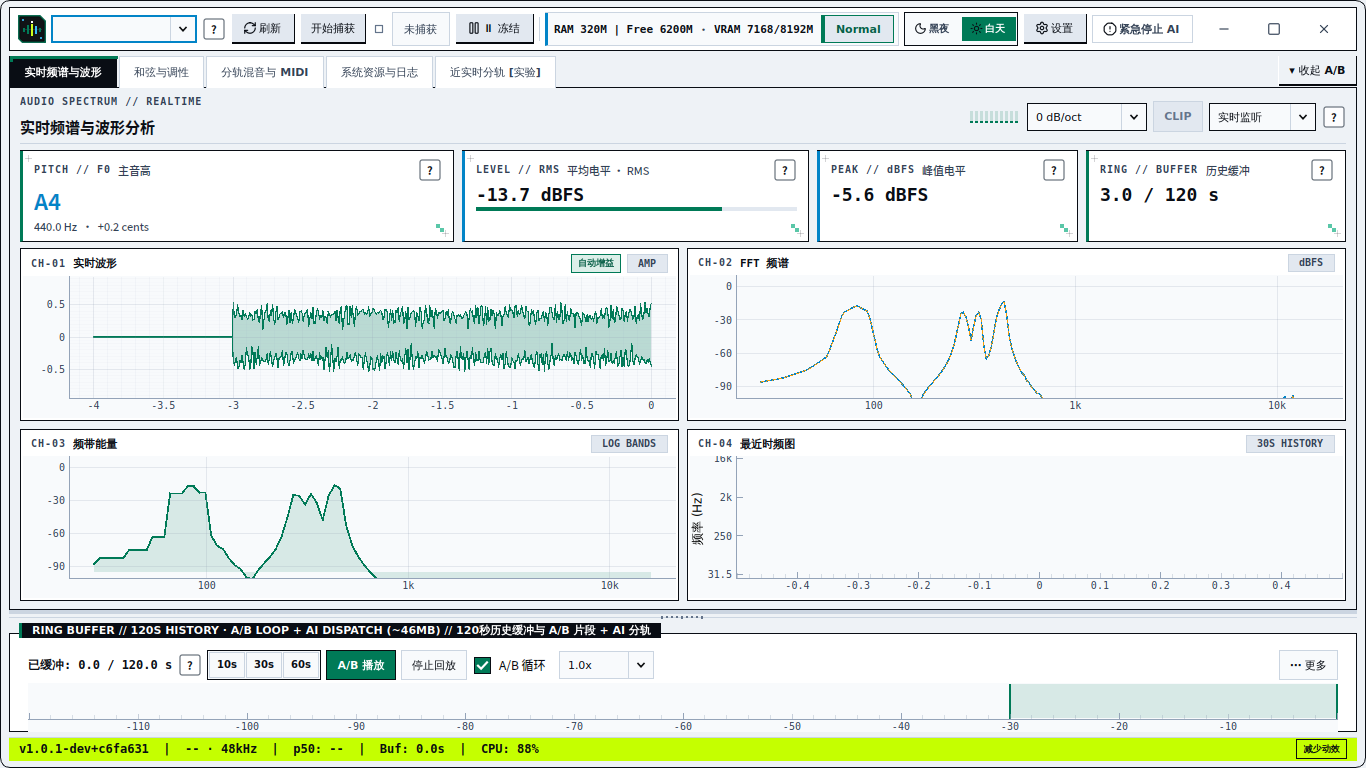 ? 刷新 开始捕获 未捕获 冻结 RAM 320M | Free 6200M · VRAM 7168/8192M Normal 黑夜 白天 设置 紧急停止 AI
实时频谱与波形 和弦与调性 分轨混音与 MIDI 系统资源与日志 近实时分轨 [实验] ▾ 收起 A/B
AUDIO SPECTRUM // REALTIME
实时频谱与波形分析
0 dB/oct CLIP 实时监听 ?
PITCH // F0 主音高 ?
A4
440.0 Hz • +0.2 cents
LEVEL // RMS 平均电平 · RMS ?
-13.7 dBFS
PEAK // dBFS 峰值电平 ?
-5.6 dBFS
RING // BUFFER 历史缓冲 ?
3.0 / 120 s
CH-01 实时波形 自动增益 AMP
0.5
0
-0.5
-4 -3.5 -3 -2.5 -2 -1.5 -1 -0.5 0
CH-02 FFT 频谱 dBFS
0
-30
-60
-90
100 1k 10k
CH-03 频带能量 LOG BANDS
0
-30
-60
-90
100 1k 10k
CH-04 最近时频图 30S HISTORY
频率 (Hz)
16k
2k
250
31.5
-0.4 -0.3 -0.2 -0.1 0 0.1 0.2 0.3 0.4
RING BUFFER // 120S HISTORY · A/B LOOP + AI DISPATCH (~46MB) // 120秒历史缓冲与 A/B 片段 + AI 分轨
已缓冲: 0.0 / 120.0 s ? 10s 30s 60s A/B 播放 停止回放 A/B 循环 1.0x ··· 更多
-110 -100 -90 -80 -70 -60 -50 -40 -30 -20 -10
v1.0.1-dev+c6fa631 | -- · 48kHz | p50: -- | Buf: 0.0s | CPU: 88% 减少动效